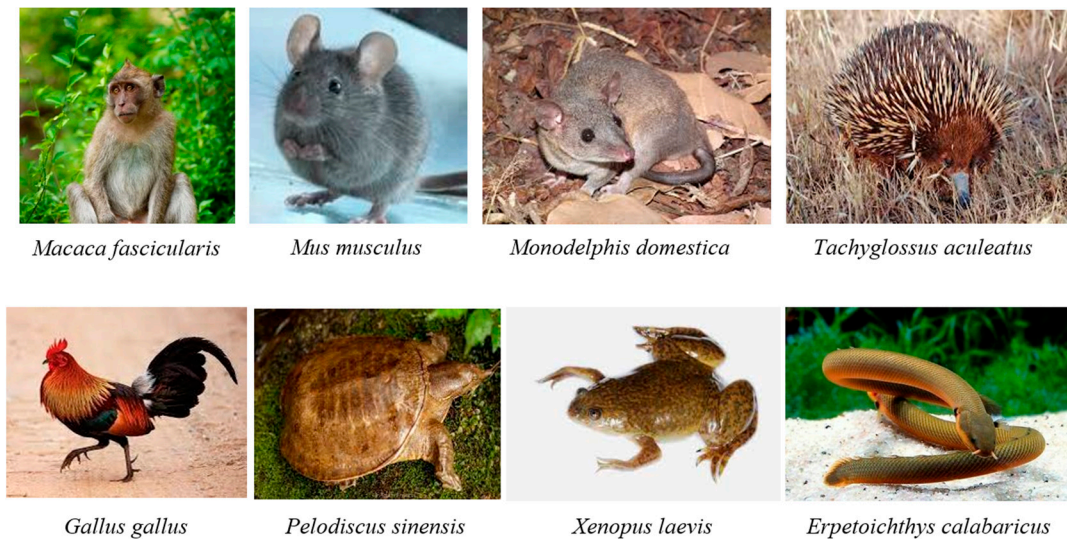 Macaca fascicularis
Mus musculus
Monodelphis domestica
Tachyglossus aculeatus
Gallus gallus
Pelodiscus sinensis
Xenopus laevis
Erpetoichthys calabaricus